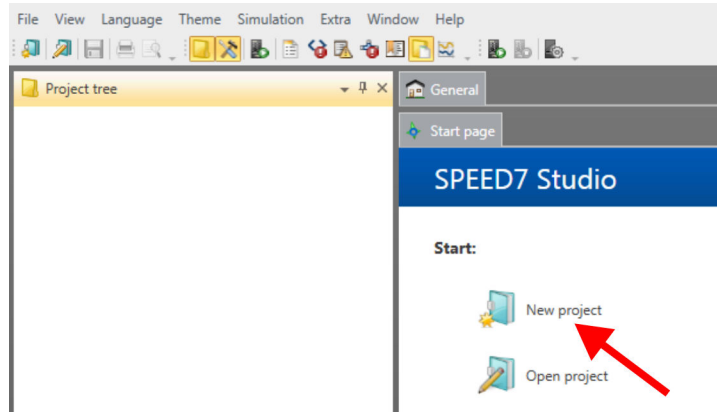 File View Language Theme Simulation Extra Window Help
Project tree
General
Start page
SPEED7 Studio
Start:
New project
Open project